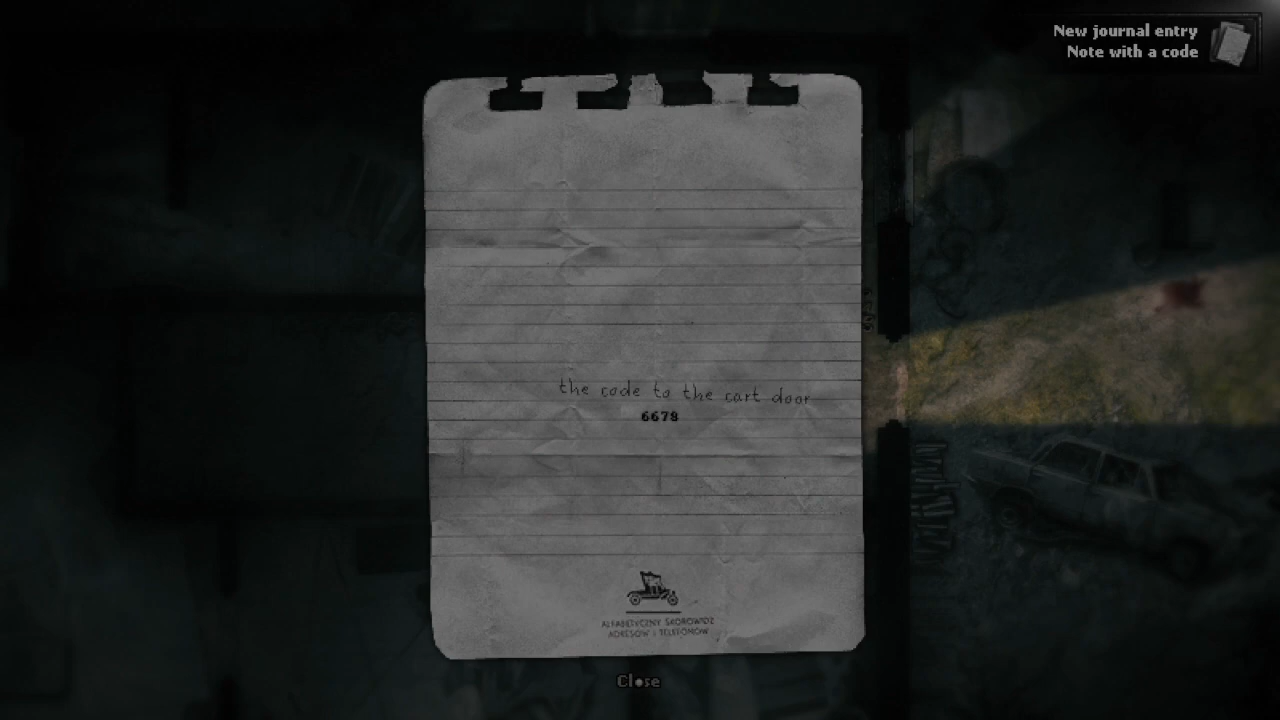 New journal entry
Note with a code
the code to the cart door
6678
ALFABETYCZNY SKOROWIDZ
ADRESÓW i TELEFONÓW
Close